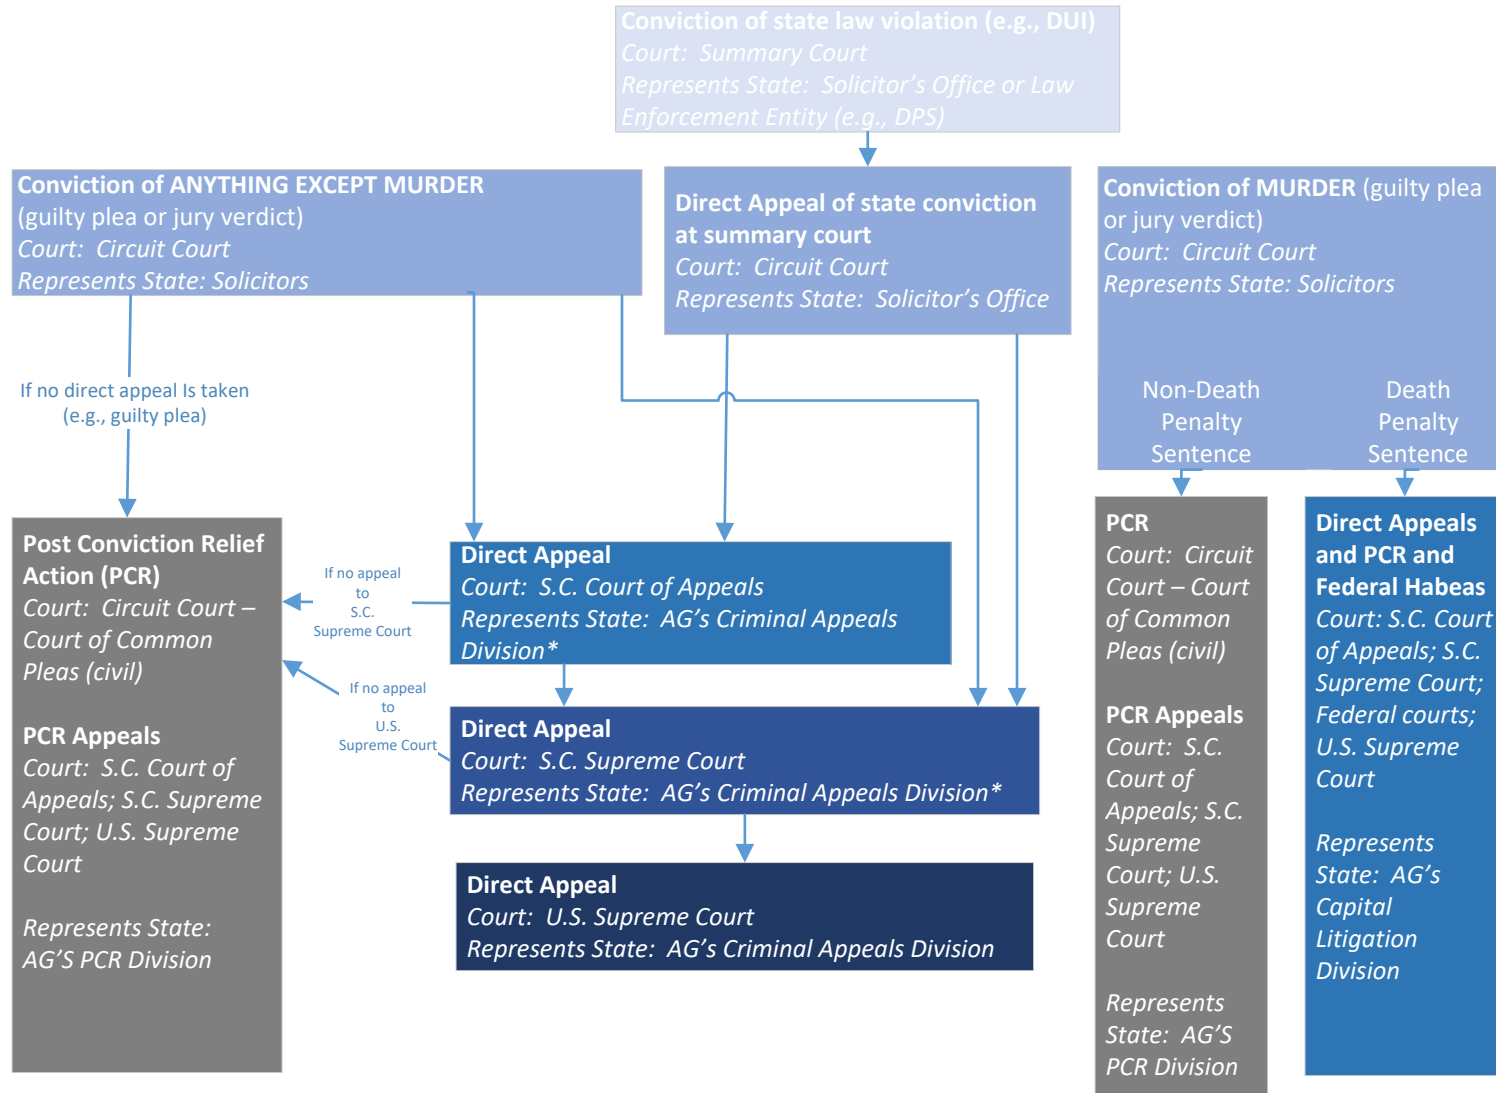 Conviction of state law violation (e.g., DUI)
Court:  Summary Court
Represents State:  Solicitor’s Office or Law
Enforcement Entity (e.g., DPS)
Conviction of ANYTHING EXCEPT MURDER
(guilty plea or jury verdict)
Court:  Circuit Court
Represents State: Solicitors
Direct Appeal of state conviction
at summary court
Court:  Circuit Court
Represents State:  Solicitor’s Office
Conviction of MURDER (guilty plea
or jury verdict)
Court:  Circuit Court
Represents State: Solicitors
Non-Death
Penalty
Sentence
Death
Penalty
Sentence
If no direct appeal Is taken
(e.g., guilty plea)
Post Conviction Relief
Action (PCR)
Court:  Circuit Court –
Court of Common
Pleas (civil)
PCR Appeals
Court:  S.C. Court of
Appeals; S.C. Supreme
Court; U.S. Supreme
Court
Represents State:
AG’S PCR Division
If no appeal
to
S.C.
Supreme Court
If no appeal
to
U.S.
Supreme Court
Direct Appeal
Court:  S.C. Court of Appeals
Represents State:  AG’s Criminal Appeals
Division*
Direct Appeal
Court:  S.C. Supreme Court
Represents State:  AG’s Criminal Appeals Division*
Direct Appeal
Court:  U.S. Supreme Court
Represents State:  AG’s Criminal Appeals Division
PCR
Court:  Circuit
Court – Court
of Common
Pleas (civil)
PCR Appeals
Court:  S.C.
Court of
Appeals; S.C.
Supreme
Court; U.S.
Supreme
Court
Represents
State:  AG’S
PCR Division
Direct Appeals
and PCR and
Federal Habeas
Court: S.C. Court
of Appeals; S.C.
Supreme Court;
Federal courts;
U.S. Supreme
Court
Represents
State:  AG’s
Capital
Litigation
Division